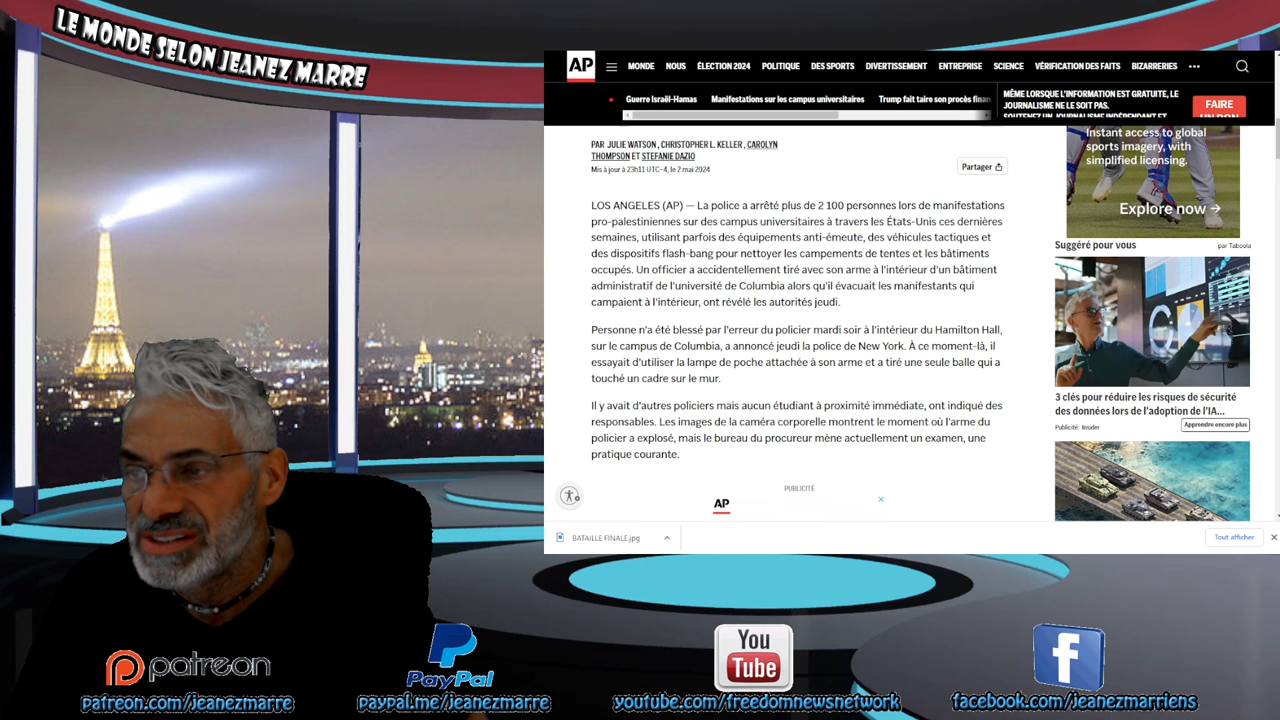 LE MONDE SELON JEANEZ MARRE
AP
MONDE NOUS ÉLECTION 2024 POLITIQUE DES SPORTS DIVERTISSEMENT ENTREPRISE SCIENCE VÉRIFICATION DES FAITS BIZARRERIES
Guerre Israël-Hamas Manifestations sur les campus universitaires Trump fait taire son procès finan
MÊME LORSQUE L'INFORMATION EST GRATUITE, LE
JOURNALISME NE LE SOIT PAS.
SOUTENEZ UN JOURNALISME INDÉPENDANT ET
FAIRE
UN DON
PAR JULIE WATSON , CHRISTOPHER L. KELLER , CAROLYN
THOMPSON ET STEFANIE DAZIO
Mis à jour à 23h11 UTC−4, le 2 mai 2024
Partager
LOS ANGELES (AP) — La police a arrêté plus de 2 100 personnes lors de manifestations
pro-palestiniennes sur des campus universitaires à travers les États-Unis ces dernières
semaines, utilisant parfois des équipements anti-émeute, des véhicules tactiques et
des dispositifs flash-bang pour nettoyer les campements de tentes et les bâtiments
occupés. Un officier a accidentellement tiré avec son arme à l'intérieur d'un bâtiment
administratif de l'université de Columbia alors qu'il évacuait les manifestants qui
campaient à l'intérieur, ont révélé les autorités jeudi.
Personne n'a été blessé par l'erreur du policier mardi soir à l'intérieur du Hamilton Hall,
sur le campus de Columbia, a annoncé jeudi la police de New York. À ce moment-là, il
essayait d'utiliser la lampe de poche attachée à son arme et a tiré une seule balle qui a
touché un cadre sur le mur.
Il y avait d'autres policiers mais aucun étudiant à proximité immédiate, ont indiqué des
responsables. Les images de la caméra corporelle montrent le moment où l'arme du
policier a explosé, mais le bureau du procureur mène actuellement un examen, une
pratique courante.
PUBLICITÉ
AP
Instant access to global
sports imagery, with
simplified licensing.
Explore now →
Suggéré pour vous
par Taboola
3 clés pour réduire les risques de sécurité
des données lors de l'adoption de l'IA...
Publicité: Insider
Apprendre encore plus
BATAILLE FINALE.jpg
Tout afficher
patreon
PayPal
You
Tube
f
patreon.com/jeanezmarre
paypal.me/jeanezmarre
youtube.com/freedomnewsnetwork
facebook.com/jeanezmarriens